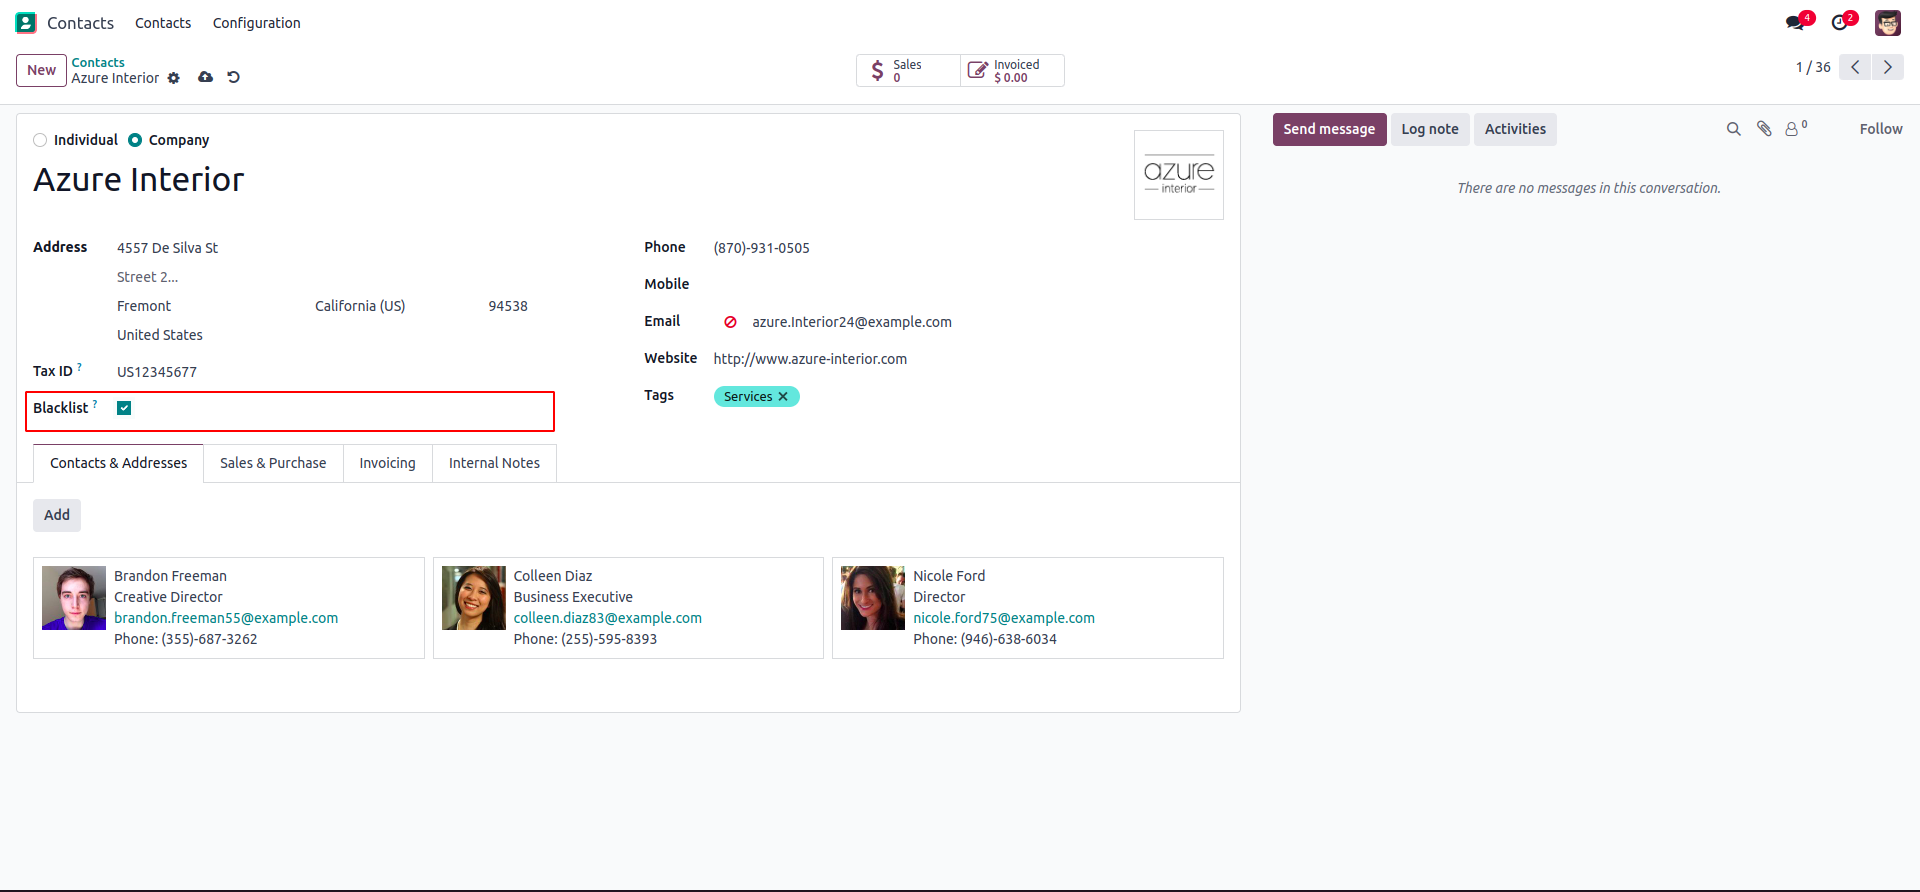 Contacts Contacts Configuration 4 2
New Contacts
Azure Interior
Sales
0
Invoiced
$ 0.00
1 / 36
Individual Company
Azure Interior
azure
interior
Address 4557 De Silva St
Street 2...
Fremont California (US) 94538
United States
Tax ID ? US12345677
Blacklist ?
Phone (870)-931-0505
Mobile
Email azure.Interior24@example.com
Website http://www.azure-interior.com
Tags Services
Contacts & Addresses Sales & Purchase Invoicing Internal Notes
Add
Brandon Freeman
Creative Director
brandon.freeman55@example.com
Phone: (355)-687-3262
Colleen Diaz
Business Executive
colleen.diaz83@example.com
Phone: (255)-595-8393
Nicole Ford
Director
nicole.ford75@example.com
Phone: (946)-638-6034
Send message Log note Activities 0 Follow
There are no messages in this conversation.